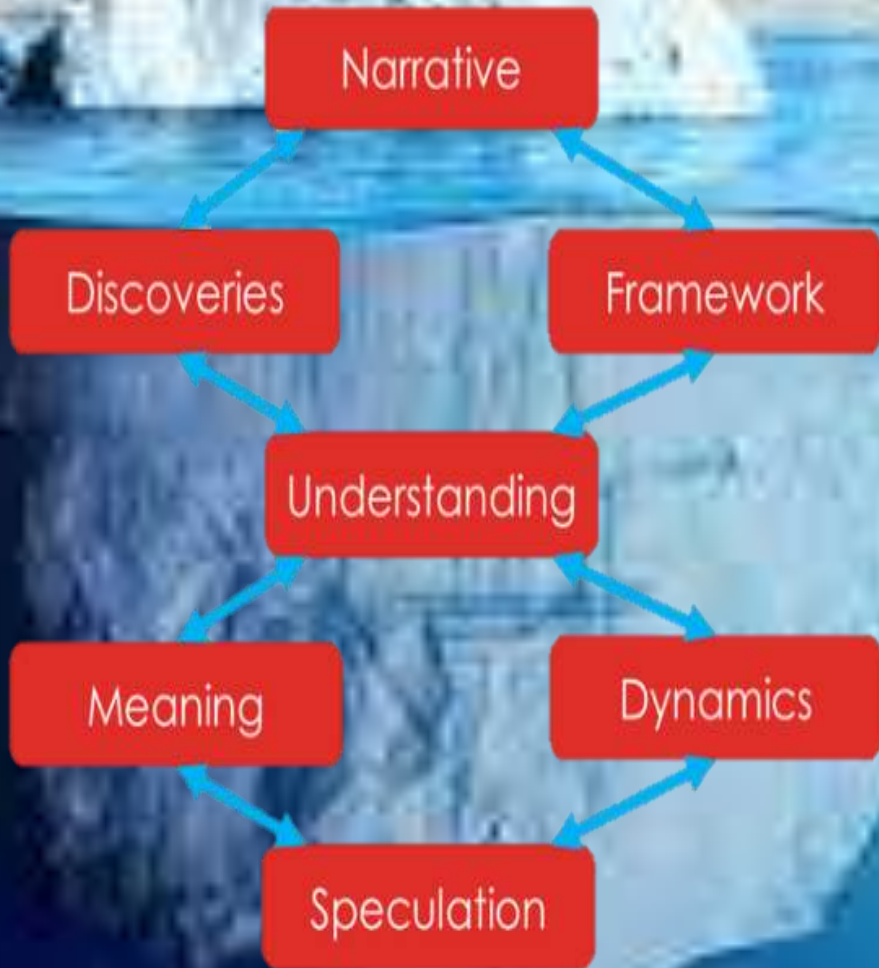 Narrative
Discoveries
Framework
Understanding
Meaning
Dynamics
Speculation